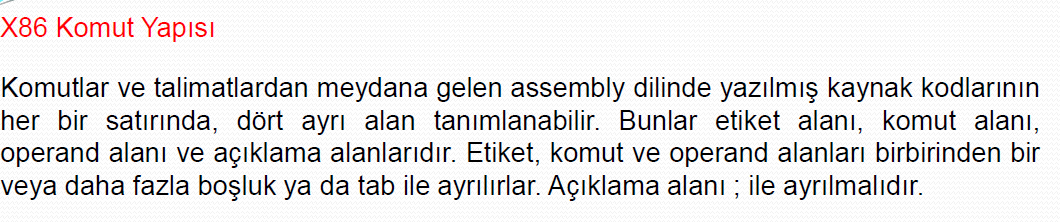 X86 Komut Yapısı
Komutlar ve talimatlardan meydana gelen assembly dilinde yazılmış kaynak kodlarının
her bir satırında, dört ayrı alan tanımlanabilir. Bunlar etiket alanı, komut alanı,
operand alanı ve açıklama alanlarıdır. Etiket, komut ve operand alanları birbirinden bir
veya daha fazla boşluk ya da tab ile ayrılırlar. Açıklama alanı ; ile ayrılmalıdır.